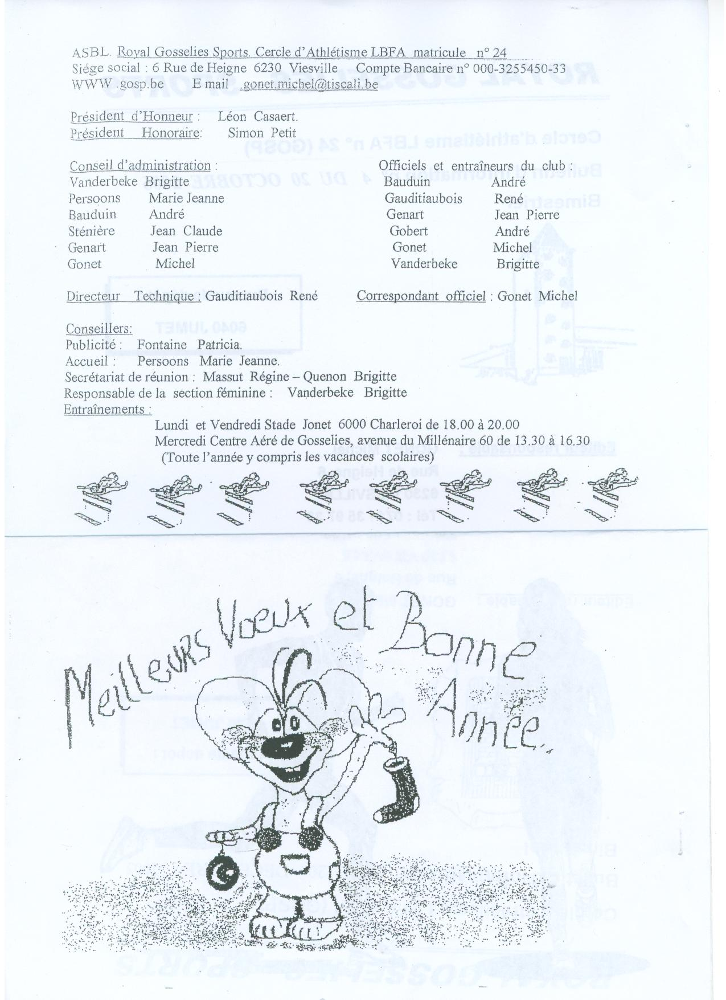 ASBL. Royal Gosselies Sports. Cercle d'Athlétisme LBFA matricule n° 24
Siége social : 6 Rue de Heigne 6230 Viesville Compte Bancaire n° 000-3255450-33
WWW .gosp.be E mail .gonet.michel@tiscali.be
Président d'Honneur : Léon Casaert.
Président Honoraire: Simon Petit
Conseil d'administration : Officiels et entraîneurs du club :
Vanderbeke Brigitte Bauduin André
Persoons Marie Jeanne Gauditiaubois René
Bauduin André Genart Jean Pierre
Sténière Jean Claude Gobert André
Genart Jean Pierre Gonet Michel
Gonet Michel Vanderbeke Brigitte
Directeur Technique : Gauditiaubois René Correspondant officiel : Gonet Michel
Conseillers:
Publicité : Fontaine Patricia.
Accueil : Persoons Marie Jeanne.
Secrétariat de réunion : Massut Régine – Quenon Brigitte
Responsable de la section féminine : Vanderbeke Brigitte
Entraînements :
Lundi et Vendredi Stade Jonet 6000 Charleroi de 18.00 à 20.00
Mercredi Centre Aéré de Gosselies, avenue du Millénaire 60 de 13.30 à 16.30
(Toute l'année y compris les vacances scolaires)
Meilleurs Voeux et Bonne
Année.